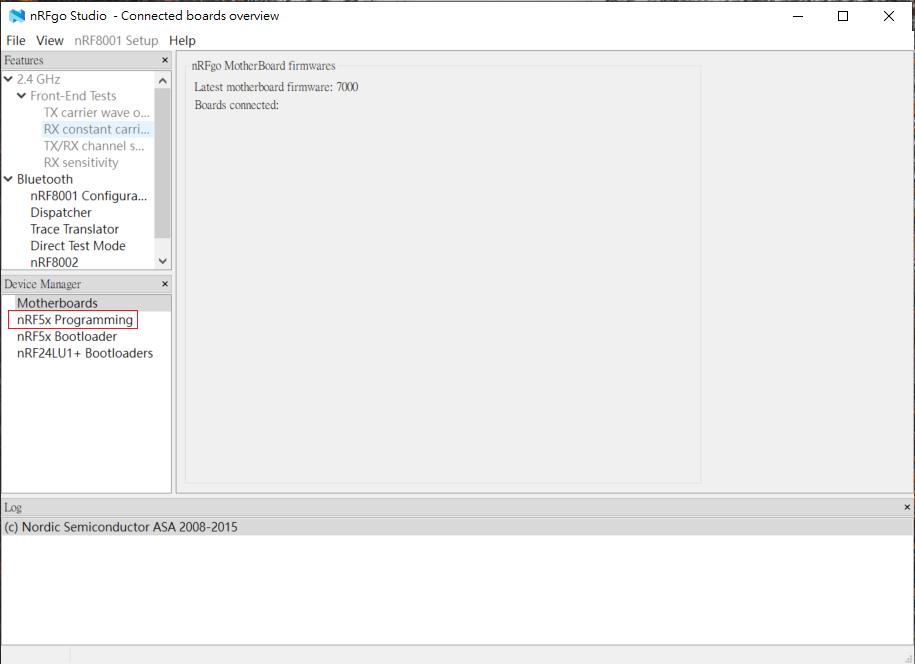 nRFgo Studio - Connected boards overview
File View nRF8001 Setup Help
Features
2.4 GHz
Front-End Tests
TX carrier wave o...
RX constant carri...
TX/RX channel s...
RX sensitivity
Bluetooth
nRF8001 Configura...
Dispatcher
Trace Translator
Direct Test Mode
nRF8002
Device Manager
Motherboards
nRF5x Programming
nRF5x Bootloader
nRF24LU1+ Bootloaders
nRFgo MotherBoard firmwares
Latest motherboard firmware: 7000
Boards connected:
Log
(c) Nordic Semiconductor ASA 2008-2015